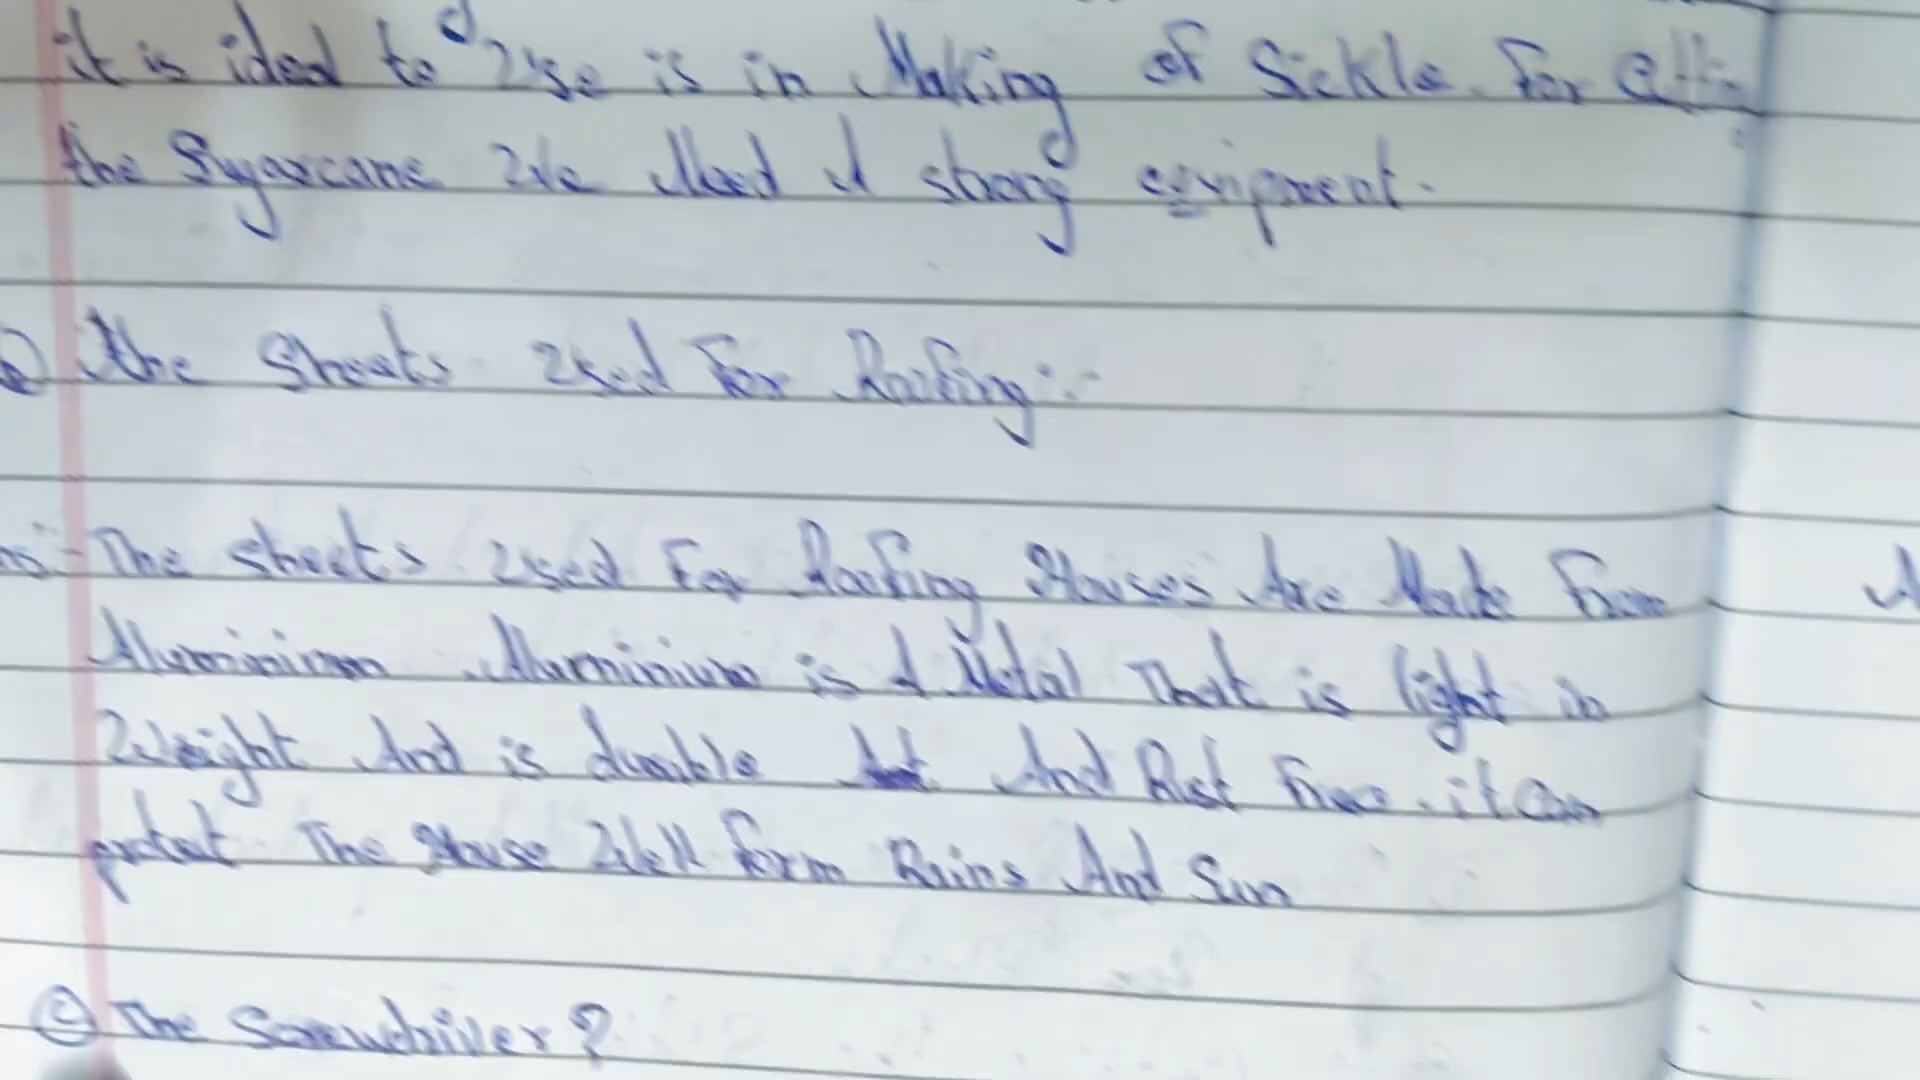 it is ideal to use is in Making of Sickle. For
the Sugarcane We Need A strong equipment.
b The Sheets Used For Roofing:-
ns:- The sheets Used For Roofing Houses Are Made From
Aluminium Aluminium is A Metal That is light in
Weight And is durable And Rust Free. it Can
protect The House Well form Rains And Sun
C The Screwdriver?